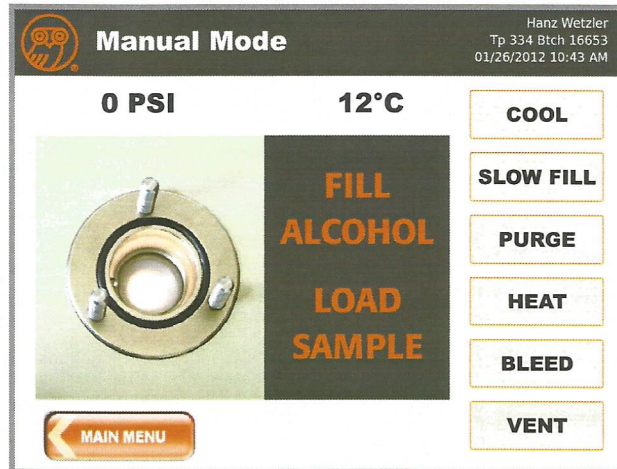 Manual Mode
Hanz Wetzler
Tp 334 Btch 16653
01/26/2012 10:43 AM
0 PSI
12°C
FILL
ALCOHOL
LOAD
SAMPLE
COOL
SLOW FILL
PURGE
HEAT
BLEED
VENT
MAIN MENU